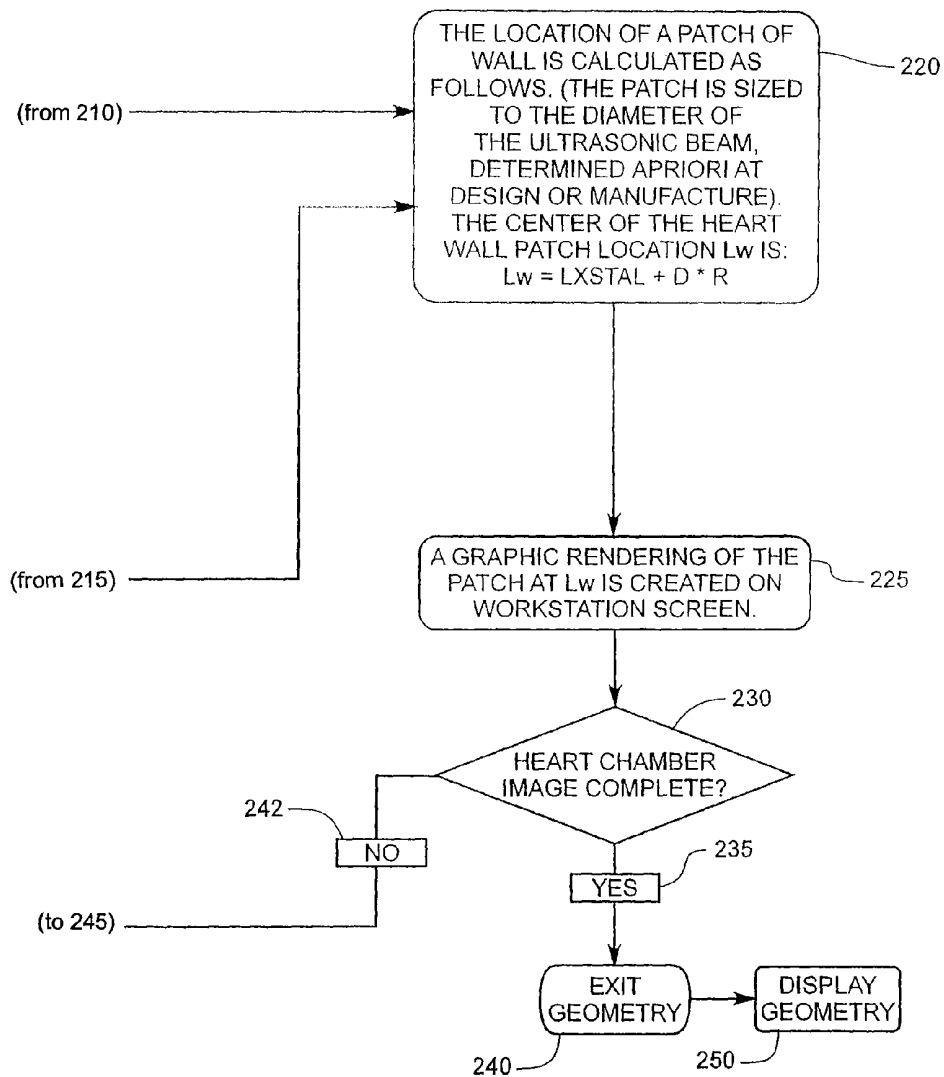 THE LOCATION OF A PATCH OF
WALL IS CALCULATED AS
FOLLOWS. (THE PATCH IS SIZED
TO THE DIAMETER OF
THE ULTRASONIC BEAM,
DETERMINED APRIORI AT
DESIGN OR MANUFACTURE).
THE CENTER OF THE HEART
WALL PATCH LOCATION Lw IS:
Lw = LXSTAL + D * R
220
(from 210)
(from 215)
A GRAPHIC RENDERING OF THE
PATCH AT Lw IS CREATED ON
WORKSTATION SCREEN.
225
230
HEART CHAMBER
IMAGE COMPLETE?
242
NO
235
YES
(to 245)
EXIT
GEOMETRY
240
DISPLAY
GEOMETRY
250